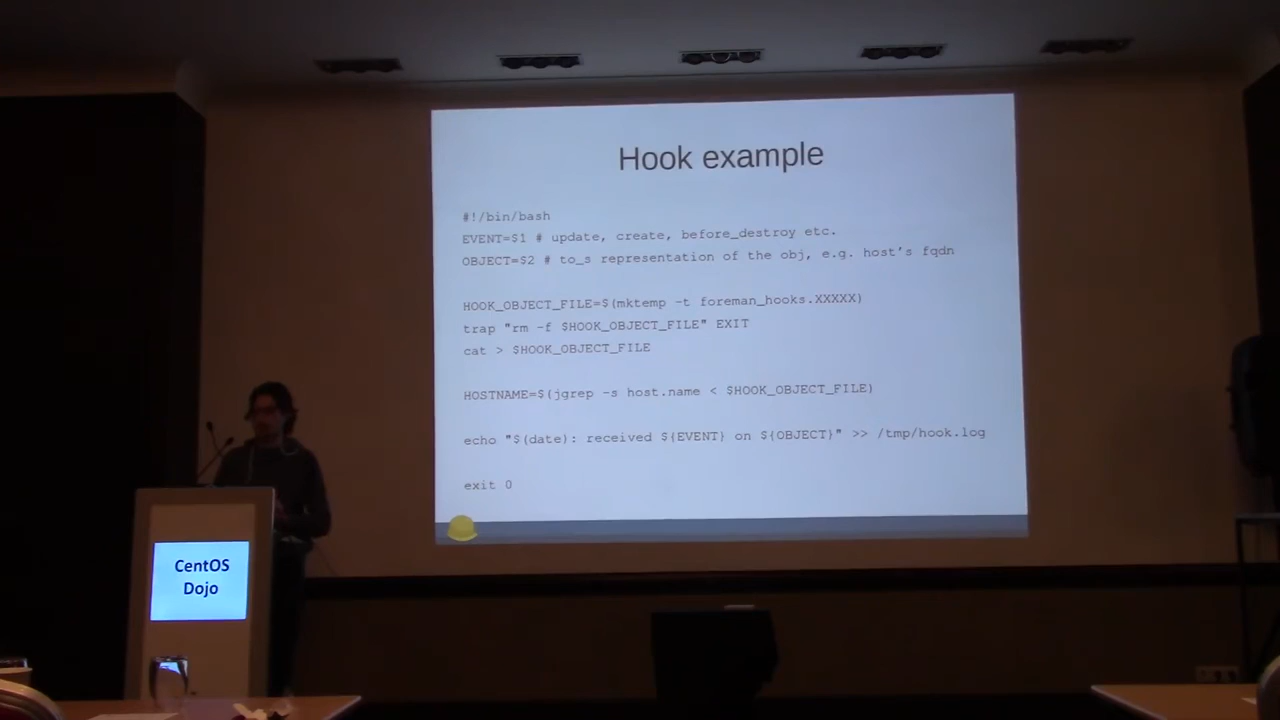 Hook example
#!/bin/bash
EVENT=$1 # update, create, before_destroy etc.
OBJECT=$2 # to_s representation of the obj, e.g. host’s fqdn
HOOK_OBJECT_FILE=$(mktemp -t foreman_hooks.XXXXX)
trap "rm -f $HOOK_OBJECT_FILE" EXIT
cat > $HOOK_OBJECT_FILE
HOSTNAME=$(jgrep -s host.name < $HOOK_OBJECT_FILE)
echo "$(date): received ${EVENT} on ${OBJECT}" >> /tmp/hook.log
exit 0
CentOS
Dojo